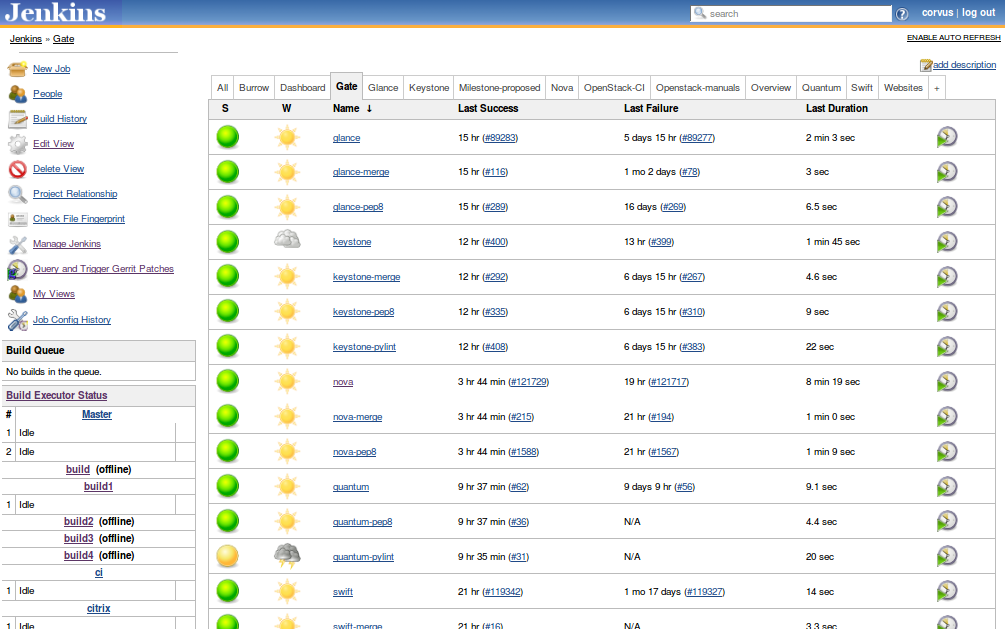 Jenkins
search
corvus | log out
Jenkins » Gate
ENABLE AUTO REFRESH
New Job
People
Build History
Edit View
Delete View
Project Relationship
Check File Fingerprint
Manage Jenkins
Query and Trigger Gerrit Patches
My Views
Job Config History
Build Queue
No builds in the queue.
Build Executor Status
# Master
1 Idle
2 Idle
build (offline)
build1
1 Idle
build2 (offline)
build3 (offline)
build4 (offline)
ci
1 Idle
citrix
1 Idle
add description
All Burrow Dashboard Gate Glance Keystone Milestone-proposed Nova OpenStack-CI Openstack-manuals Overview Quantum Swift Websites +
S W Name ↓ Last Success Last Failure Last Duration
glance 15 hr (#89283) 5 days 15 hr (#89277) 2 min 3 sec
glance-merge 15 hr (#116) 1 mo 2 days (#78) 3 sec
glance-pep8 15 hr (#289) 16 days (#269) 6.5 sec
keystone 12 hr (#400) 13 hr (#399) 1 min 45 sec
keystone-merge 12 hr (#292) 6 days 15 hr (#267) 4.6 sec
keystone-pep8 12 hr (#335) 6 days 15 hr (#310) 9 sec
keystone-pylint 12 hr (#408) 6 days 15 hr (#383) 22 sec
nova 3 hr 44 min (#121729) 19 hr (#121717) 8 min 19 sec
nova-merge 3 hr 44 min (#215) 21 hr (#194) 1 min 0 sec
nova-pep8 3 hr 44 min (#1588) 21 hr (#1567) 1 min 9 sec
quantum 9 hr 37 min (#62) 9 days 9 hr (#56) 9.1 sec
quantum-pep8 9 hr 37 min (#36) N/A 4.4 sec
quantum-pylint 9 hr 35 min (#31) N/A 20 sec
swift 21 hr (#119342) 1 mo 17 days (#119327) 14 sec
swift-merge 21 hr (#16) N/A 3.3 sec